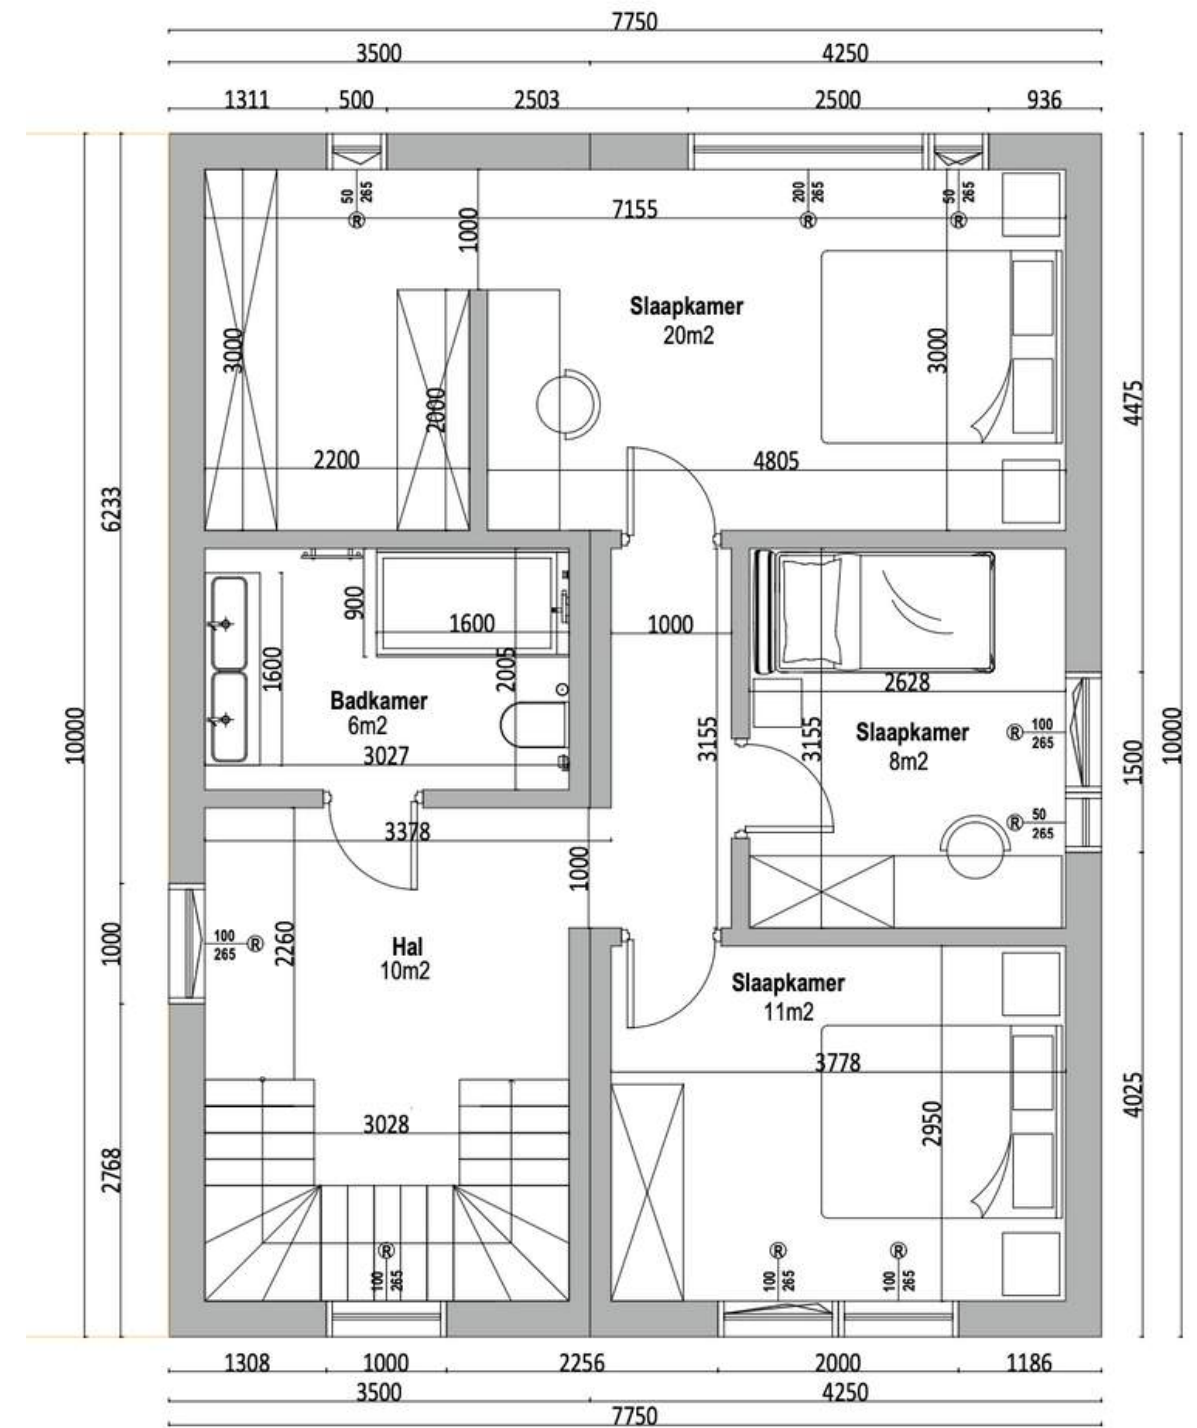 7750
3500 4250
1311 500 2503 2500 936
50 265 R
200 265 R
50 265 R
7155
1000
Slaapkamer
20m2
3000
2000
3000
2200
4805
4475
6233
10000
900
1600
1000
1600
2005
2628
Badkamer
6m2
3027
3155
3155
Slaapkamer
8m2
R 100 265
R 50 265
1500
10000
3378
1000
1000
100 265 R
2260
Hal
10m2
Slaapkamer
11m2
3778
3028
2950
4025
2768
R 100 265
R 100 265
R 100 265
1308 1000 2256 2000 1186
3500 4250
7750